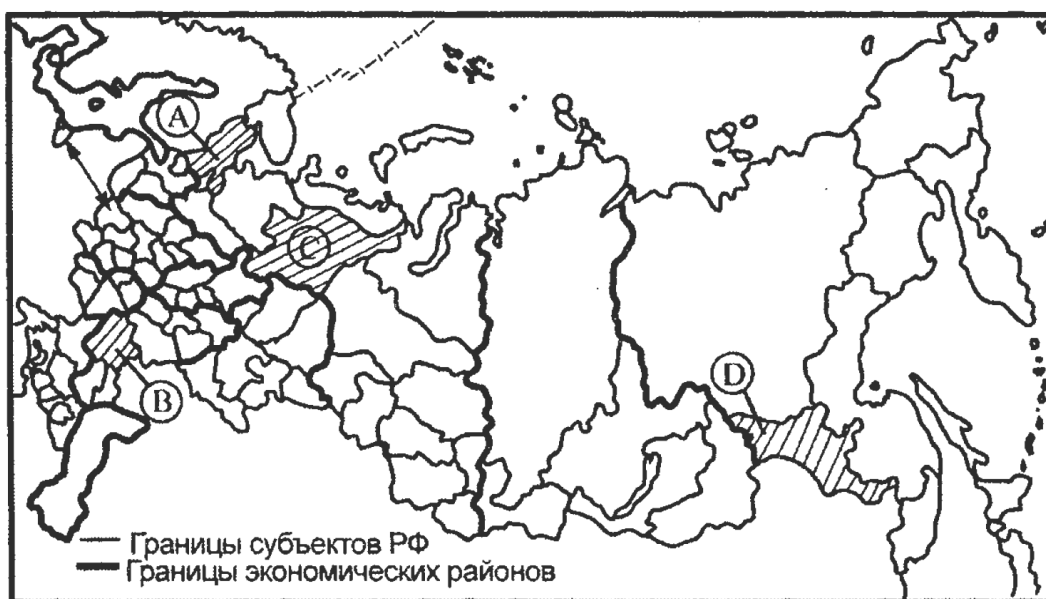 A
C
D
B
Границы субъектов РФ
Границы экономических районов